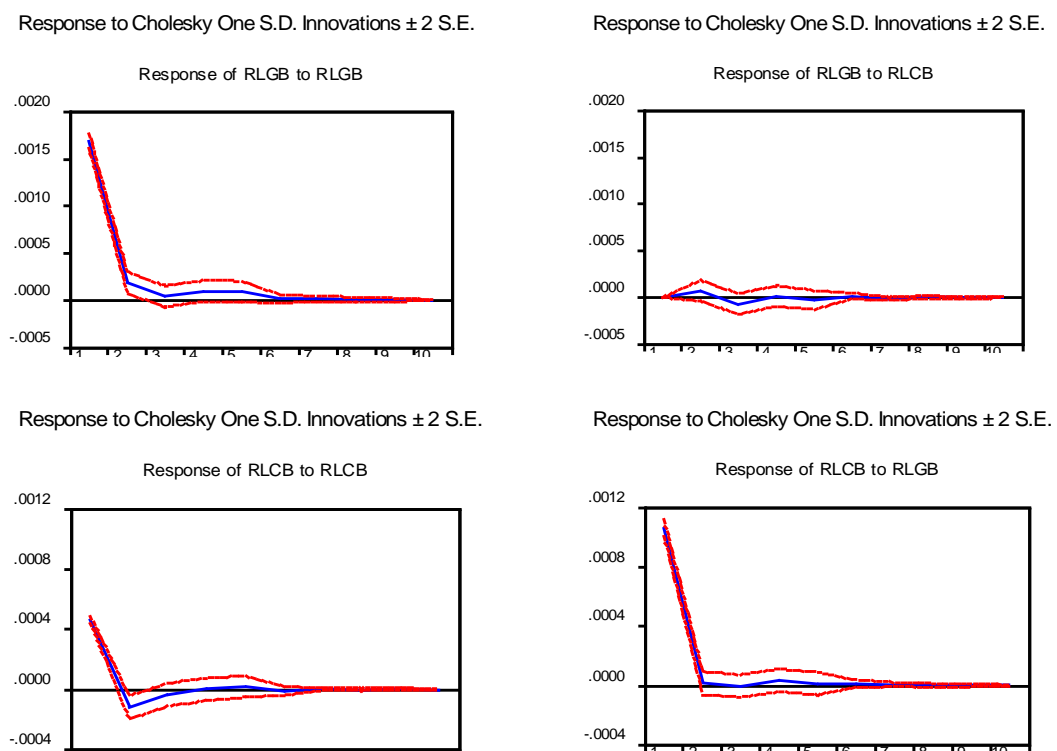 Response to Cholesky One S.D. Innovations ± 2 S.E.
Response of RLGB to RLGB
.0020
.0015
.0010
.0005
.0000
-.0005
1 2 3 4 5 6 7 8 9 10
Response to Cholesky One S.D. Innovations ± 2 S.E.
Response of RLGB to RLCB
.0020
.0015
.0010
.0005
.0000
-.0005
1 2 3 4 5 6 7 8 9 10
Response to Cholesky One S.D. Innovations ± 2 S.E.
Response of RLCB to RLCB
.0012
.0008
.0004
.0000
-.0004
Response to Cholesky One S.D. Innovations ± 2 S.E.
Response of RLCB to RLGB
.0012
.0008
.0004
.0000
-.0004
1 2 3 4 5 6 7 8 9 10